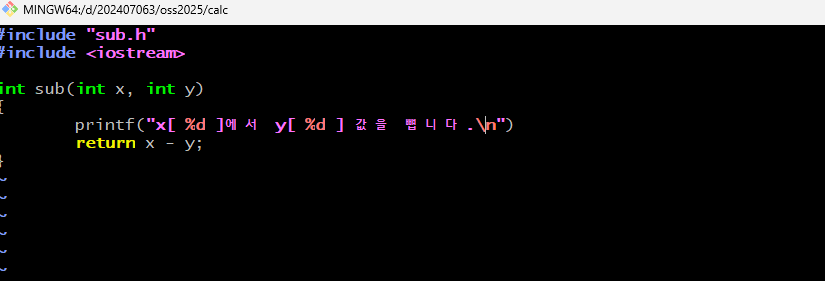 MINGW64:/d/202407063/oss2025/calc
#include "sub.h"
#include <iostream>
int sub(int x, int y)
{
printf("x[ %d ]에서 y[ %d ] 값을 뺍니다.\n")
return x - y;
}
~
~
~
~
~
~